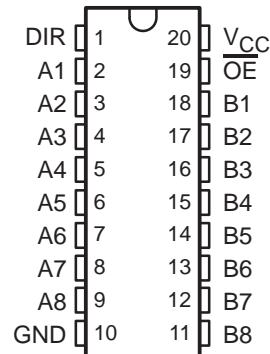 DIR 1 20 VCC
A1 2 19 OE
A2 3 18 B1
A3 4 17 B2
A4 5 16 B3
A5 6 15 B4
A6 7 14 B5
A7 8 13 B6
A8 9 12 B7
GND 10 11 B8